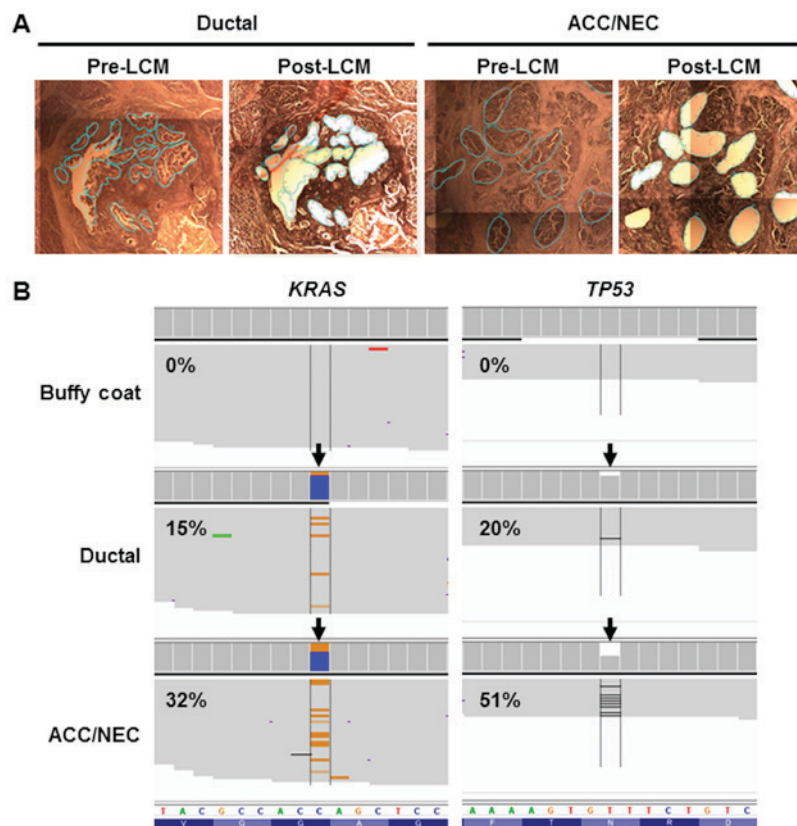 A
Ductal
ACC/NEC
Pre-LCM
Post-LCM
Pre-LCM
Post-LCM
B
KRAS
TP53
Buffy coat
0%
0%
Ductal
15%
20%
ACC/NEC
32%
51%
T A C G C C A C C A G C T C C
A A A A G T G T T T C T G T C
V G G A G
F T N R D